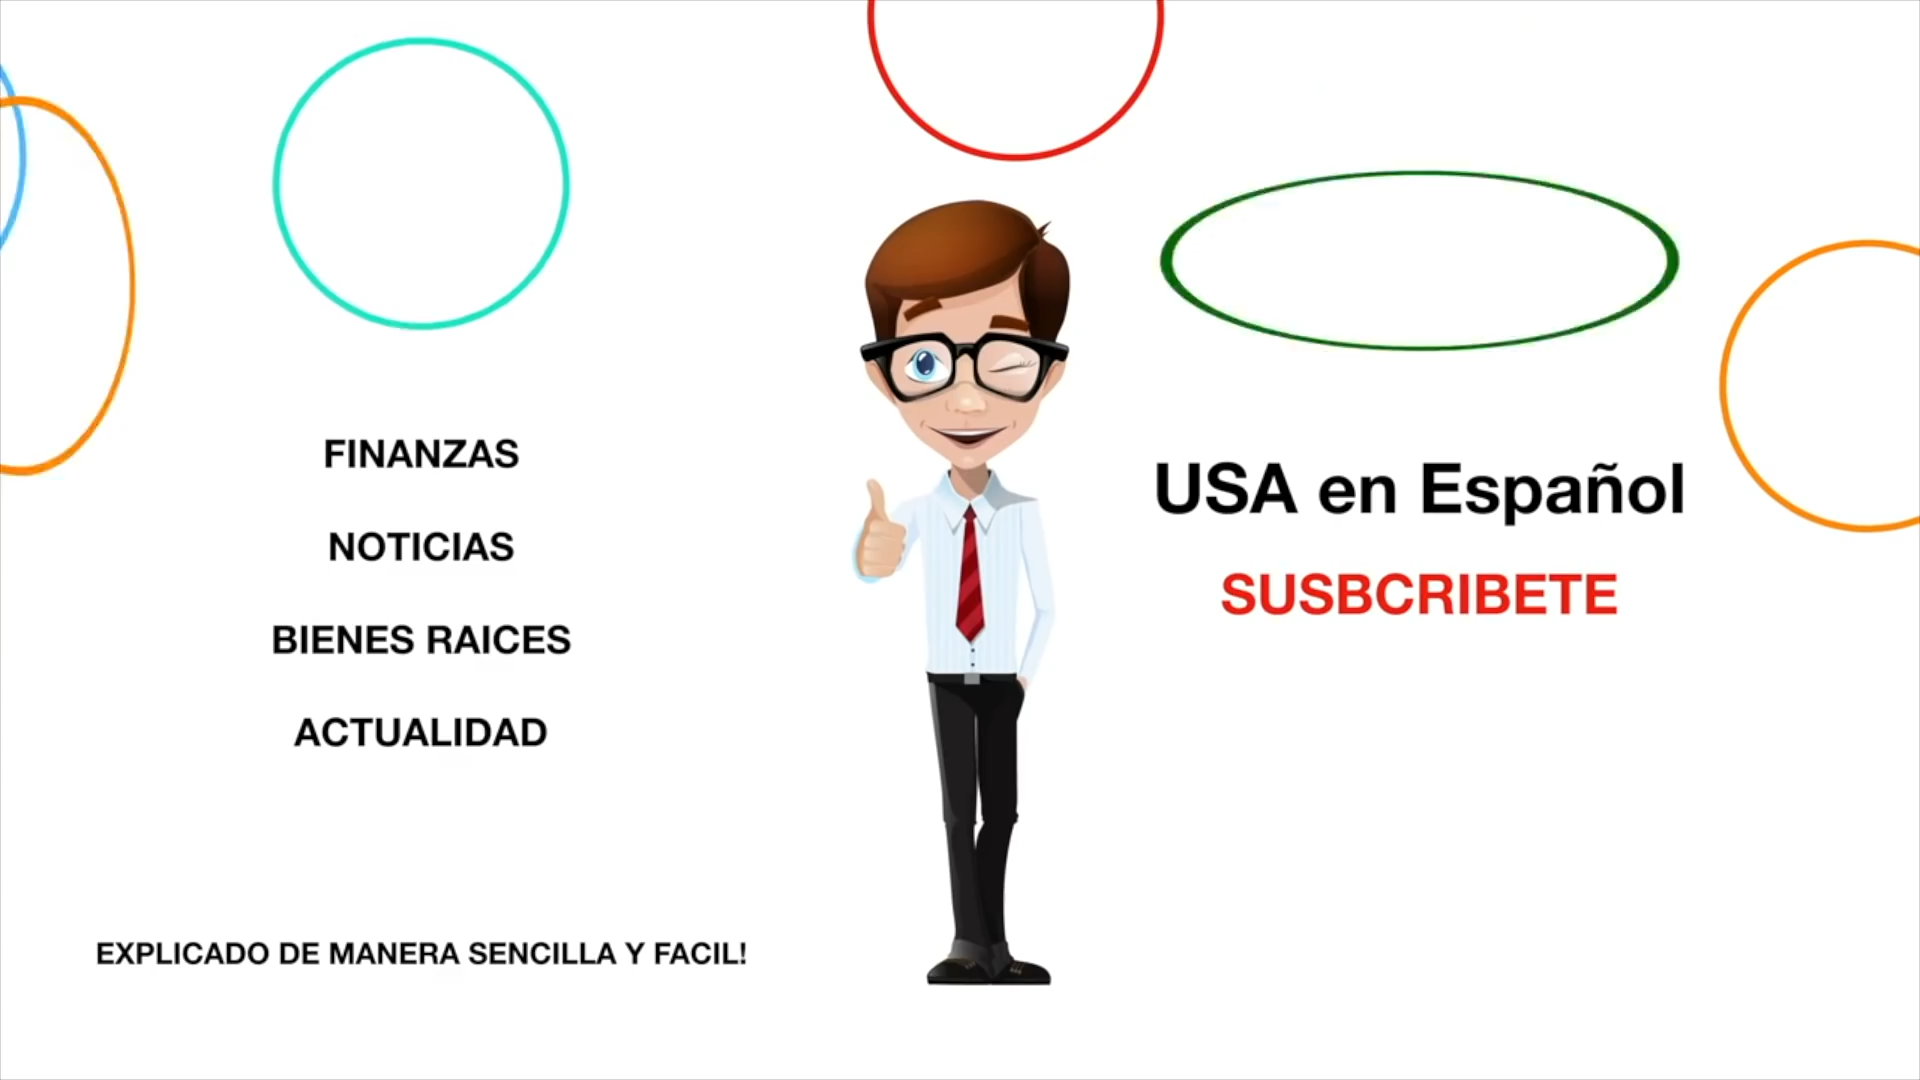 FINANZAS
NOTICIAS
BIENES RAICES
ACTUALIDAD
EXPLICADO DE MANERA SENCILLA Y FACIL!
USA en Español
SUSBCRIBETE